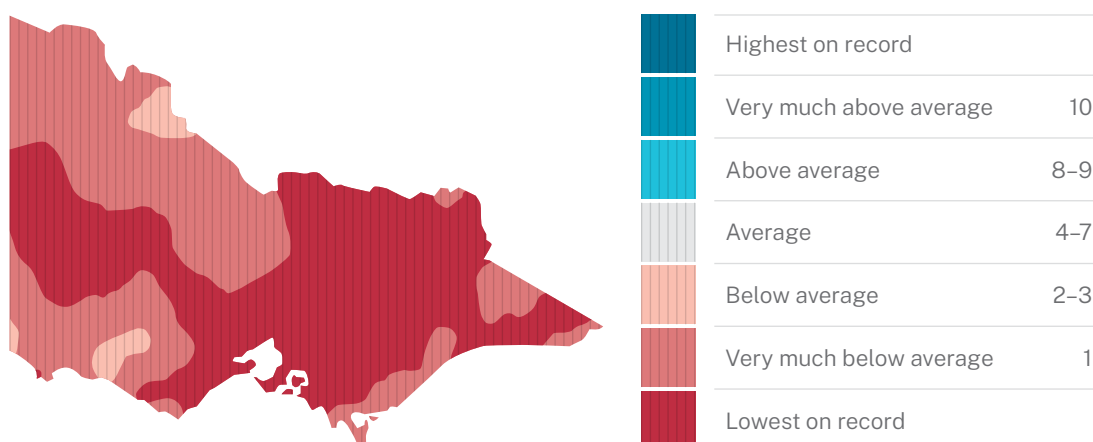 Highest on record
Very much above average 10
Above average 8–9
Average 4–7
Below average 2–3
Very much below average 1
Lowest on record